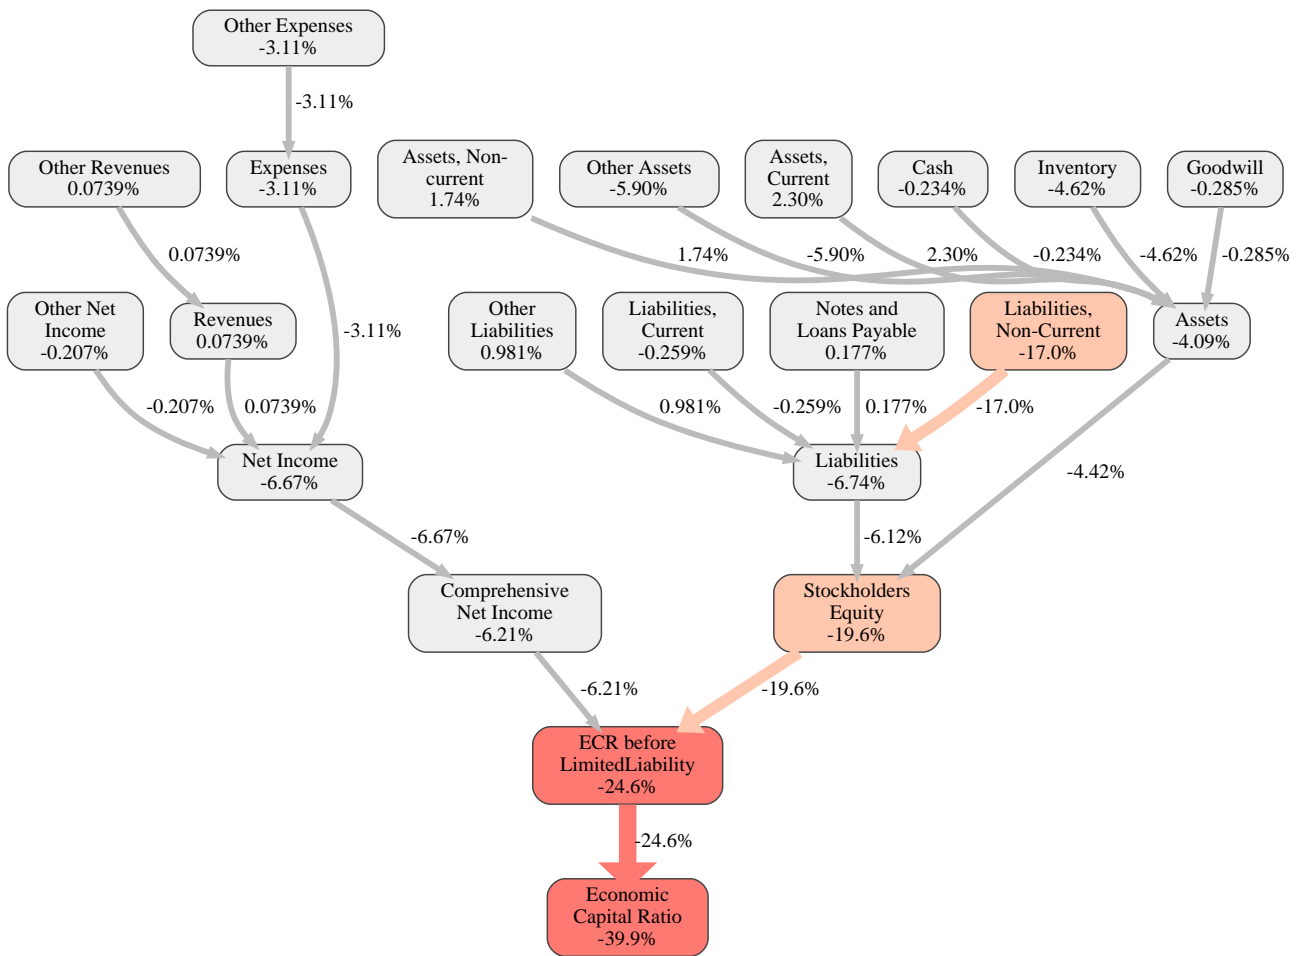 Other Expenses
-3.11%
-3.11%
Other Revenues
0.0739%
Expenses
-3.11%
Assets, Non-
current
1.74%
Other Assets
-5.90%
Assets,
Current
2.30%
Cash
-0.234%
Inventory
-4.62%
Goodwill
-0.285%
0.0739%
1.74%
-5.90%
2.30%
-0.234%
-4.62%
-0.285%
Other Net
Income
-0.207%
Revenues
0.0739%
-3.11%
Other
Liabilities
0.981%
Liabilities,
Current
-0.259%
Notes and
Loans Payable
0.177%
Liabilities,
Non-Current
-17.0%
Assets
-4.09%
-0.207%
0.0739%
0.981%
-0.259%
0.177%
-17.0%
Net Income
-6.67%
Liabilities
-6.74%
-4.42%
-6.67%
-6.12%
Comprehensive
Net Income
-6.21%
Stockholders
Equity
-19.6%
-6.21%
-19.6%
ECR before
LimitedLiability
-24.6%
-24.6%
Economic
Capital Ratio
-39.9%